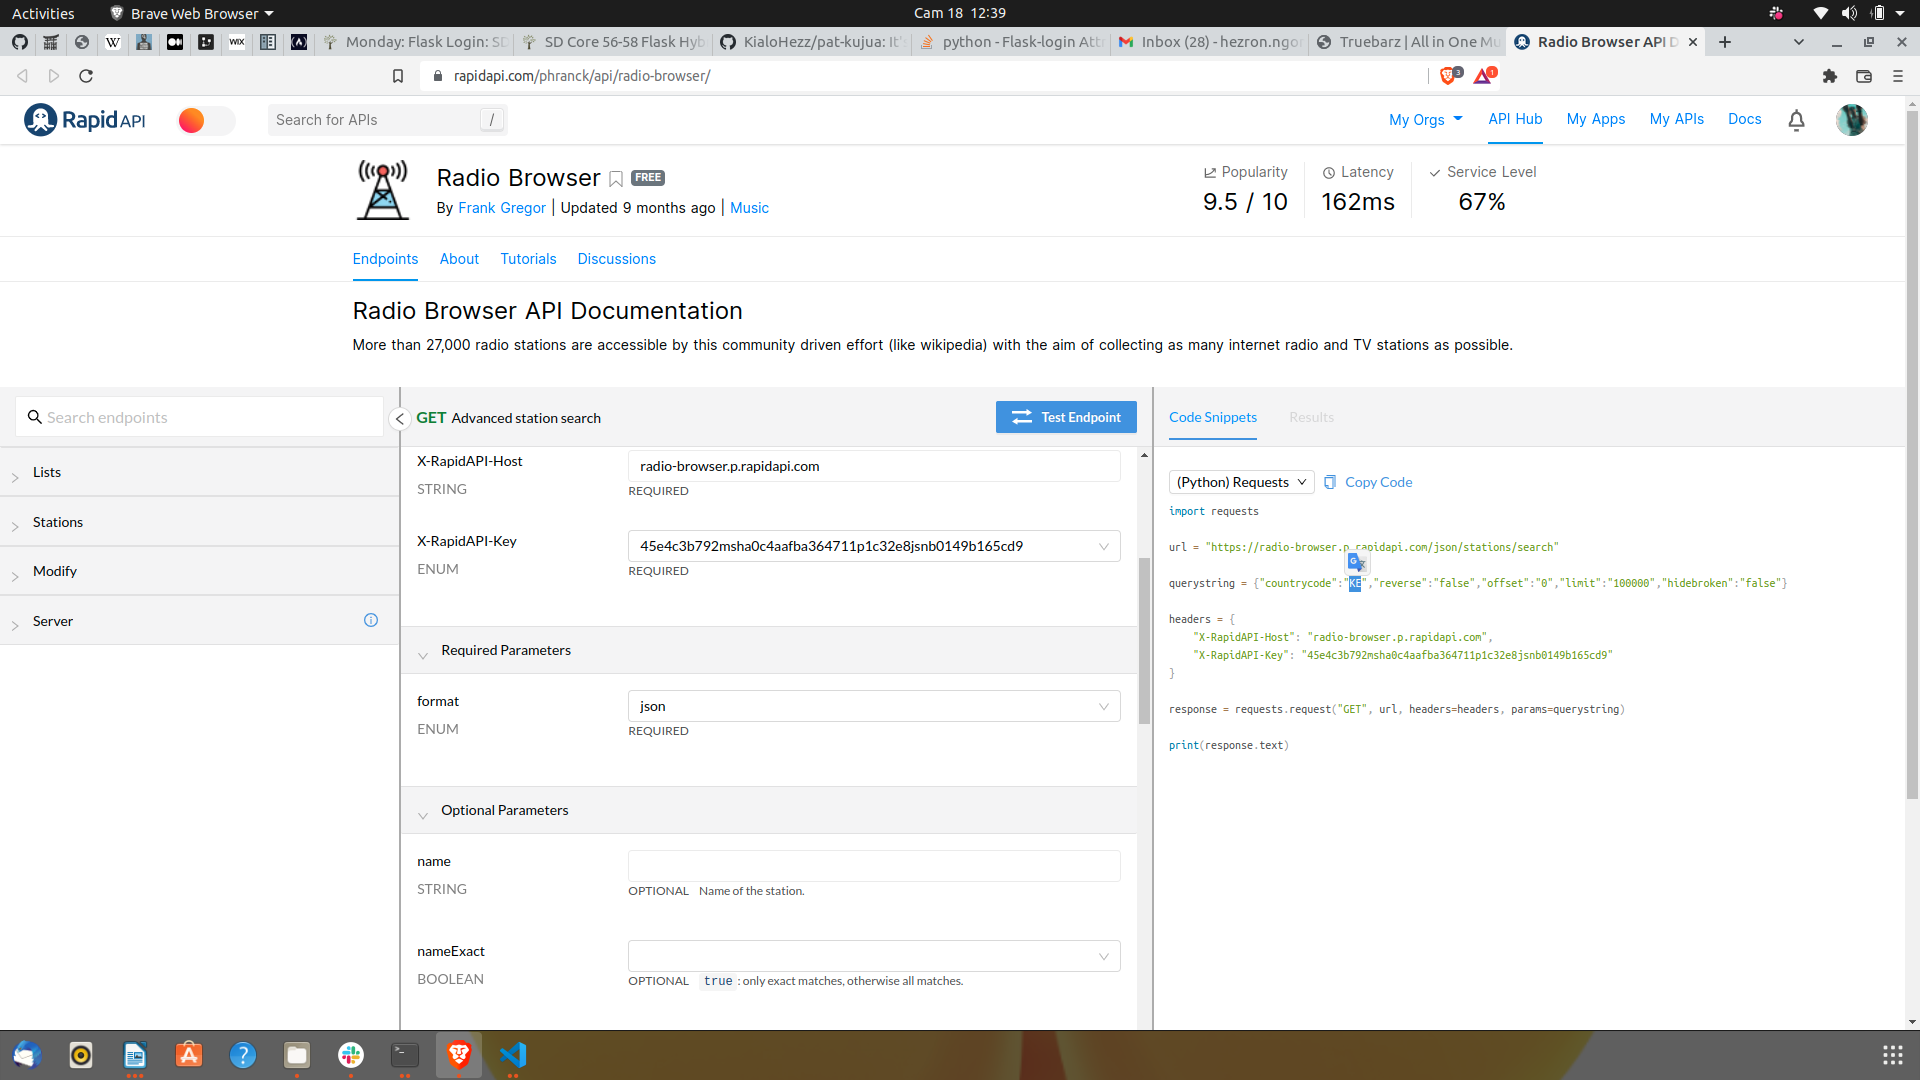 Activities
Brave Web Browser
Cam 18 12:39
Monday: Flask Login: SD
SD Core 56-58 Flask Hyb
KialoHezz/pat-kujua: It's
python - Flask-login Attr
Inbox (28) - hezron.ngo
Truebarz | All in One Mu
Radio Browser API D
rapidapi.com/phranck/api/radio-browser/
3
1
Rapid API
Search for APIs
/
My Orgs
API Hub
My Apps
My APIs
Docs
Radio Browser
FREE
By Frank Gregor | Updated 9 months ago | Music
Popularity
9.5 / 10
Latency
162ms
Service Level
67%
Endpoints
About
Tutorials
Discussions
Radio Browser API Documentation
More than 27,000 radio stations are accessible by this community driven effort (like wikipedia) with the aim of collecting as many internet radio and TV stations as possible.
Search endpoints
Lists
Stations
Modify
Server
GET Advanced station search
Test Endpoint
X-RapidAPI-Host
STRING
radio-browser.p.rapidapi.com
REQUIRED
X-RapidAPI-Key
ENUM
45e4c3b792msha0c4aafba364711p1c32e8jsnb0149b165cd9
REQUIRED
Required Parameters
format
ENUM
json
REQUIRED
Optional Parameters
name
STRING
OPTIONAL Name of the station.
nameExact
BOOLEAN
OPTIONAL true : only exact matches, otherwise all matches.
Code Snippets
Results
(Python) Requests
Copy Code
import requests
url = "https://radio-browser.p.rapidapi.com/json/stations/search"
querystring = {"countrycode":"KE","reverse":"false","offset":"0","limit":"100000","hidebroken":"false"}
headers = {
"X-RapidAPI-Host": "radio-browser.p.rapidapi.com",
"X-RapidAPI-Key": "45e4c3b792msha0c4aafba364711p1c32e8jsnb0149b165cd9"
}
response = requests.request("GET", url, headers=headers, params=querystring)
print(response.text)